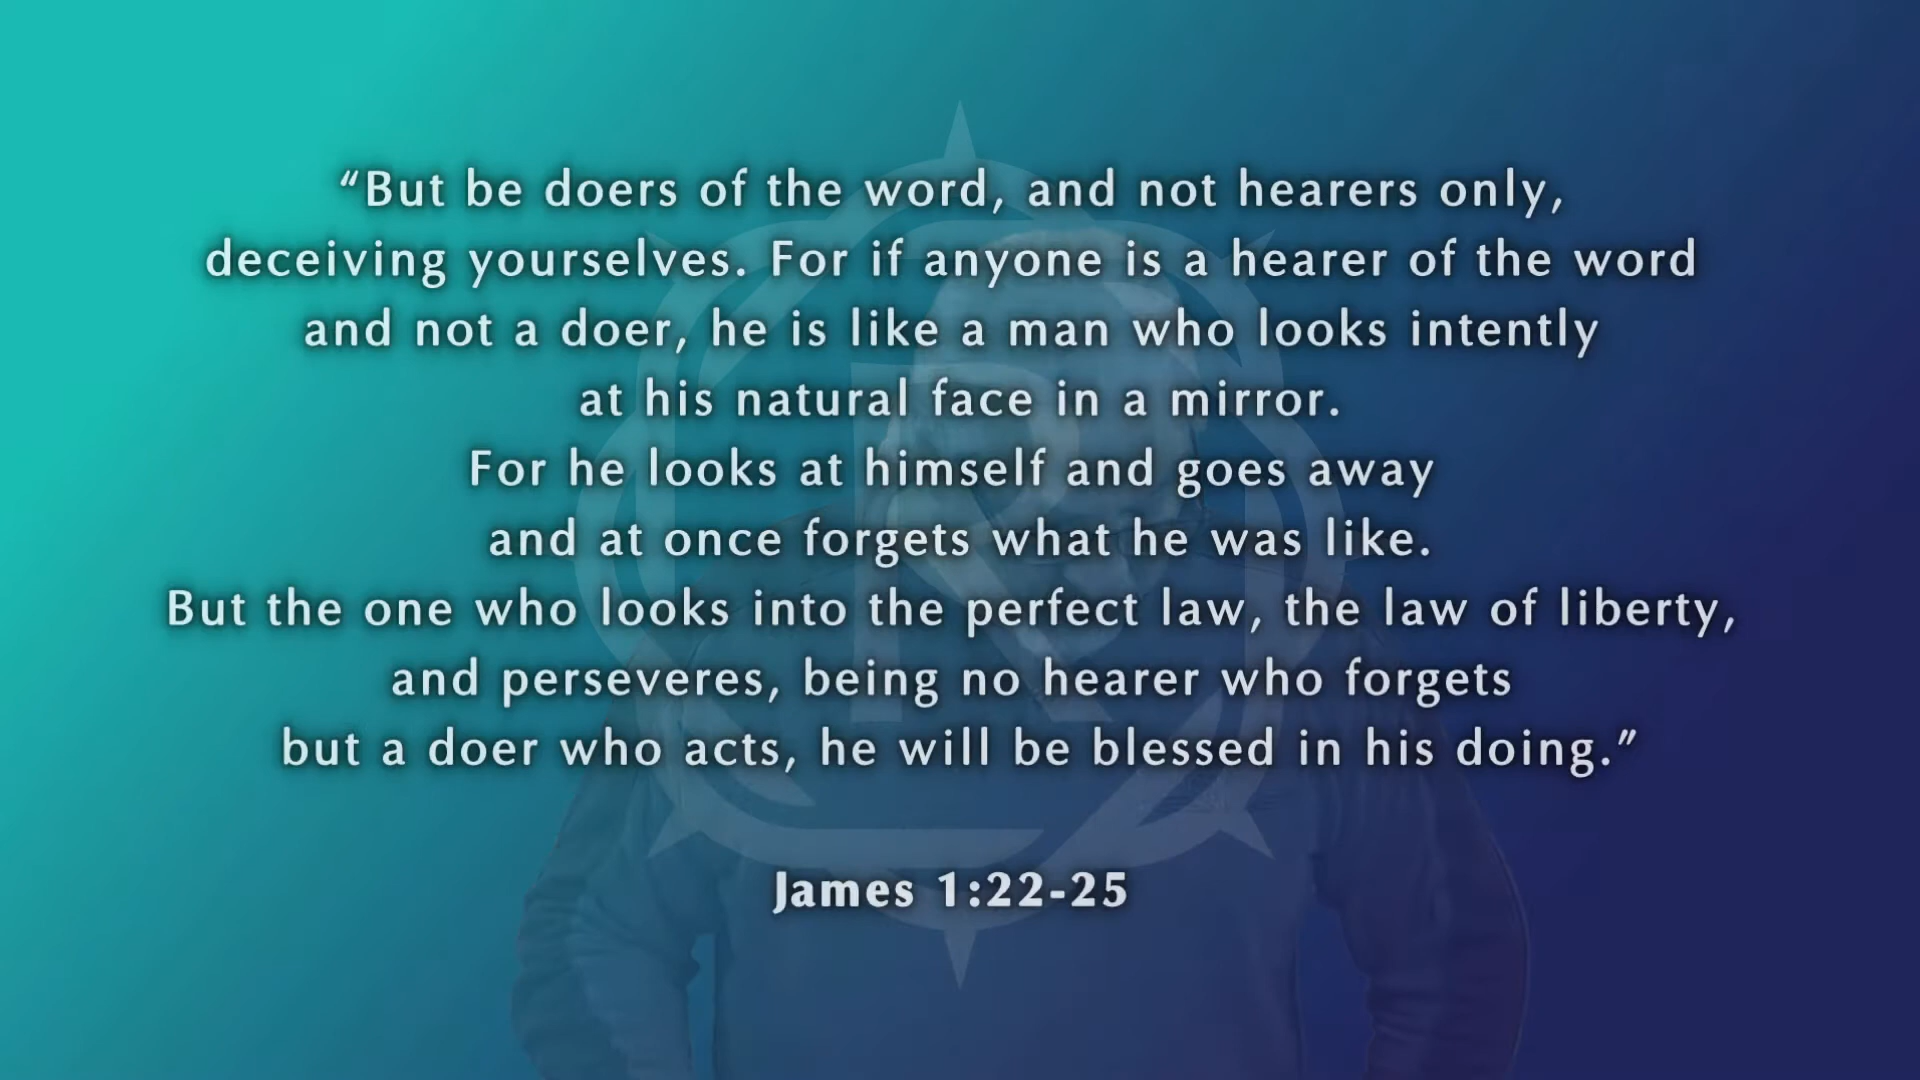 “But be doers of the word, and not hearers only,
deceiving yourselves. For if anyone is a hearer of the word
and not a doer, he is like a man who looks intently
at his natural face in a mirror.
For he looks at himself and goes away
and at once forgets what he was like.
But the one who looks into the perfect law, the law of liberty,
and perseveres, being no hearer who forgets
but a doer who acts, he will be blessed in his doing.”
James 1:22-25